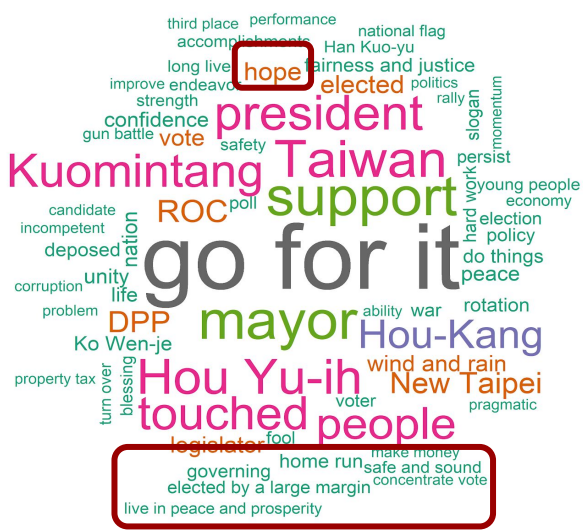 third place performance
accomplishments national flag
Han Kuo-yu
long live hope fairness and justice
improve endeavor elected politics
strength president rally slogan momentum
confidence
gun battle vote safety
Kuomintang Taiwan persist
support hard work young people
candidate ROC poll economy
incompetent nation election
deposed go for it policy
do things
corruption unity peace
life
problem DPP mayor ability war rotation
Ko Wen-je Hou-Kang
property tax turn over blessing Hou Yu-ih wind and rain
New Taipei
touched voter pragmatic
people
legislator fool
home run make money
governing safe and sound
elected by a large margin concentrate vote
live in peace and prosperity